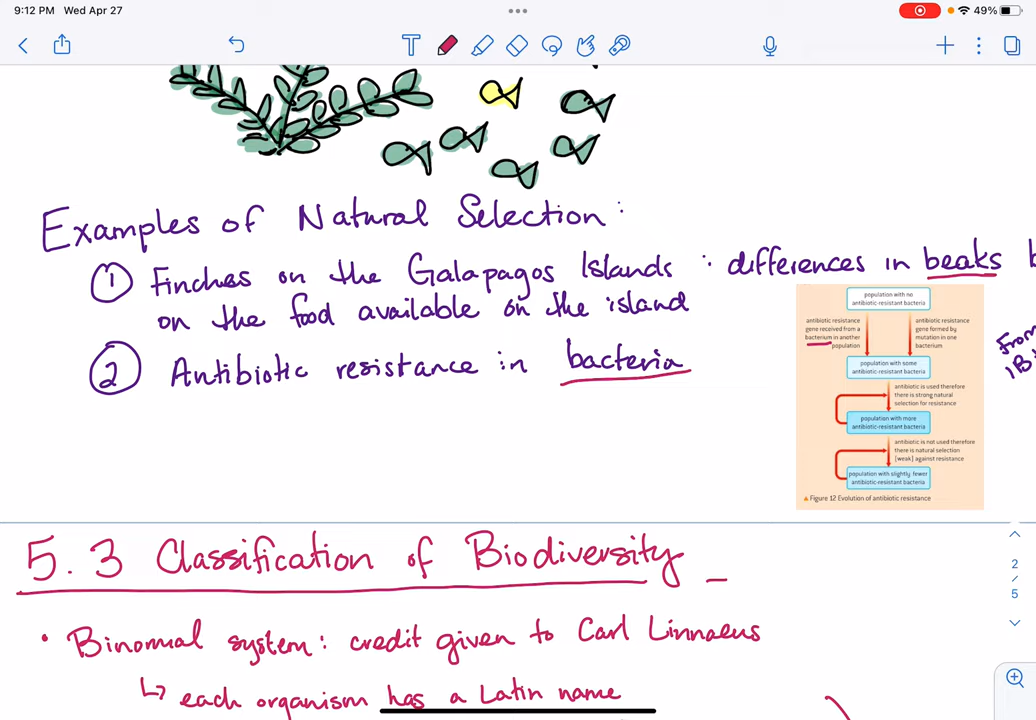 9:12 PM Wed Apr 27
49%
Examples of Natural Selection:
① Finches on the Galapagos Islands : differences in beaks
on the food available on the island
② Antibiotic resistance in bacteria
population with no
antibiotic-resistant bacteria
antibiotic resistance
gene received from a
bacterium in another
population
antibiotic resistance
gene formed by
mutation in one
bacterium
From
population with some
antibiotic-resistant bacteria
antibiotic is used therefore
there is strong natural
selection for resistance
population with more
antibiotic-resistant bacteria
antibiotic is not used therefore
there is natural selection
(weak) against resistance
population with slightly fewer
antibiotic-resistant bacteria
▲ Figure 12 Evolution of antibiotic resistance
5.3 Classification of Biodiversity
• Binomial system: credit given to Carl Linnaeus
↳ each organism has a Latin name
2
/
5